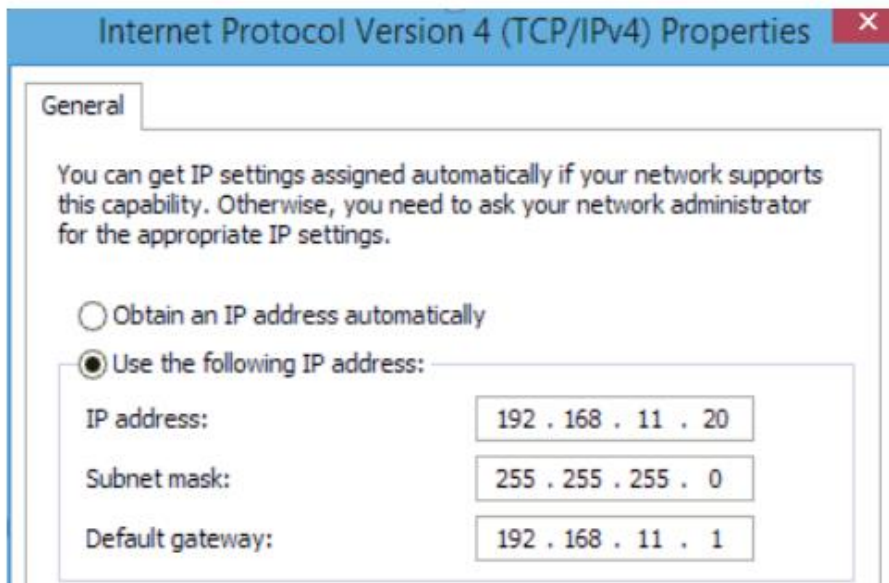 Internet Protocol Version 4 (TCP/IPv4) Properties
General
You can get IP settings assigned automatically if your network supports
this capability. Otherwise, you need to ask your network administrator
for the appropriate IP settings.
Obtain an IP address automatically
Use the following IP address:
IP address: 192 . 168 . 11 . 20
Subnet mask: 255 . 255 . 255 . 0
Default gateway: 192 . 168 . 11 . 1